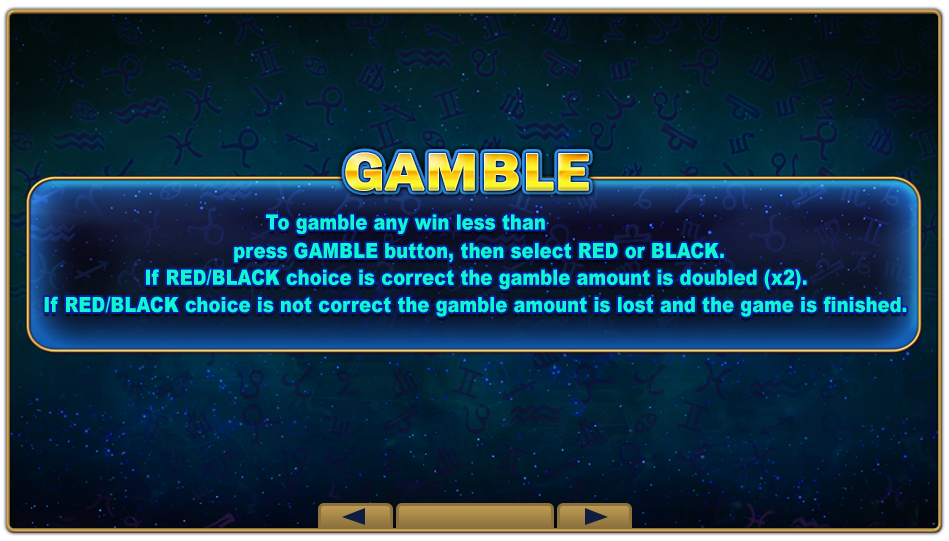 GAMBLE
To gamble any win less than
press GAMBLE button, then select RED or BLACK.
If RED/BLACK choice is correct the gamble amount is doubled (x2).
If RED/BLACK choice is not correct the gamble amount is lost and the game is finished.